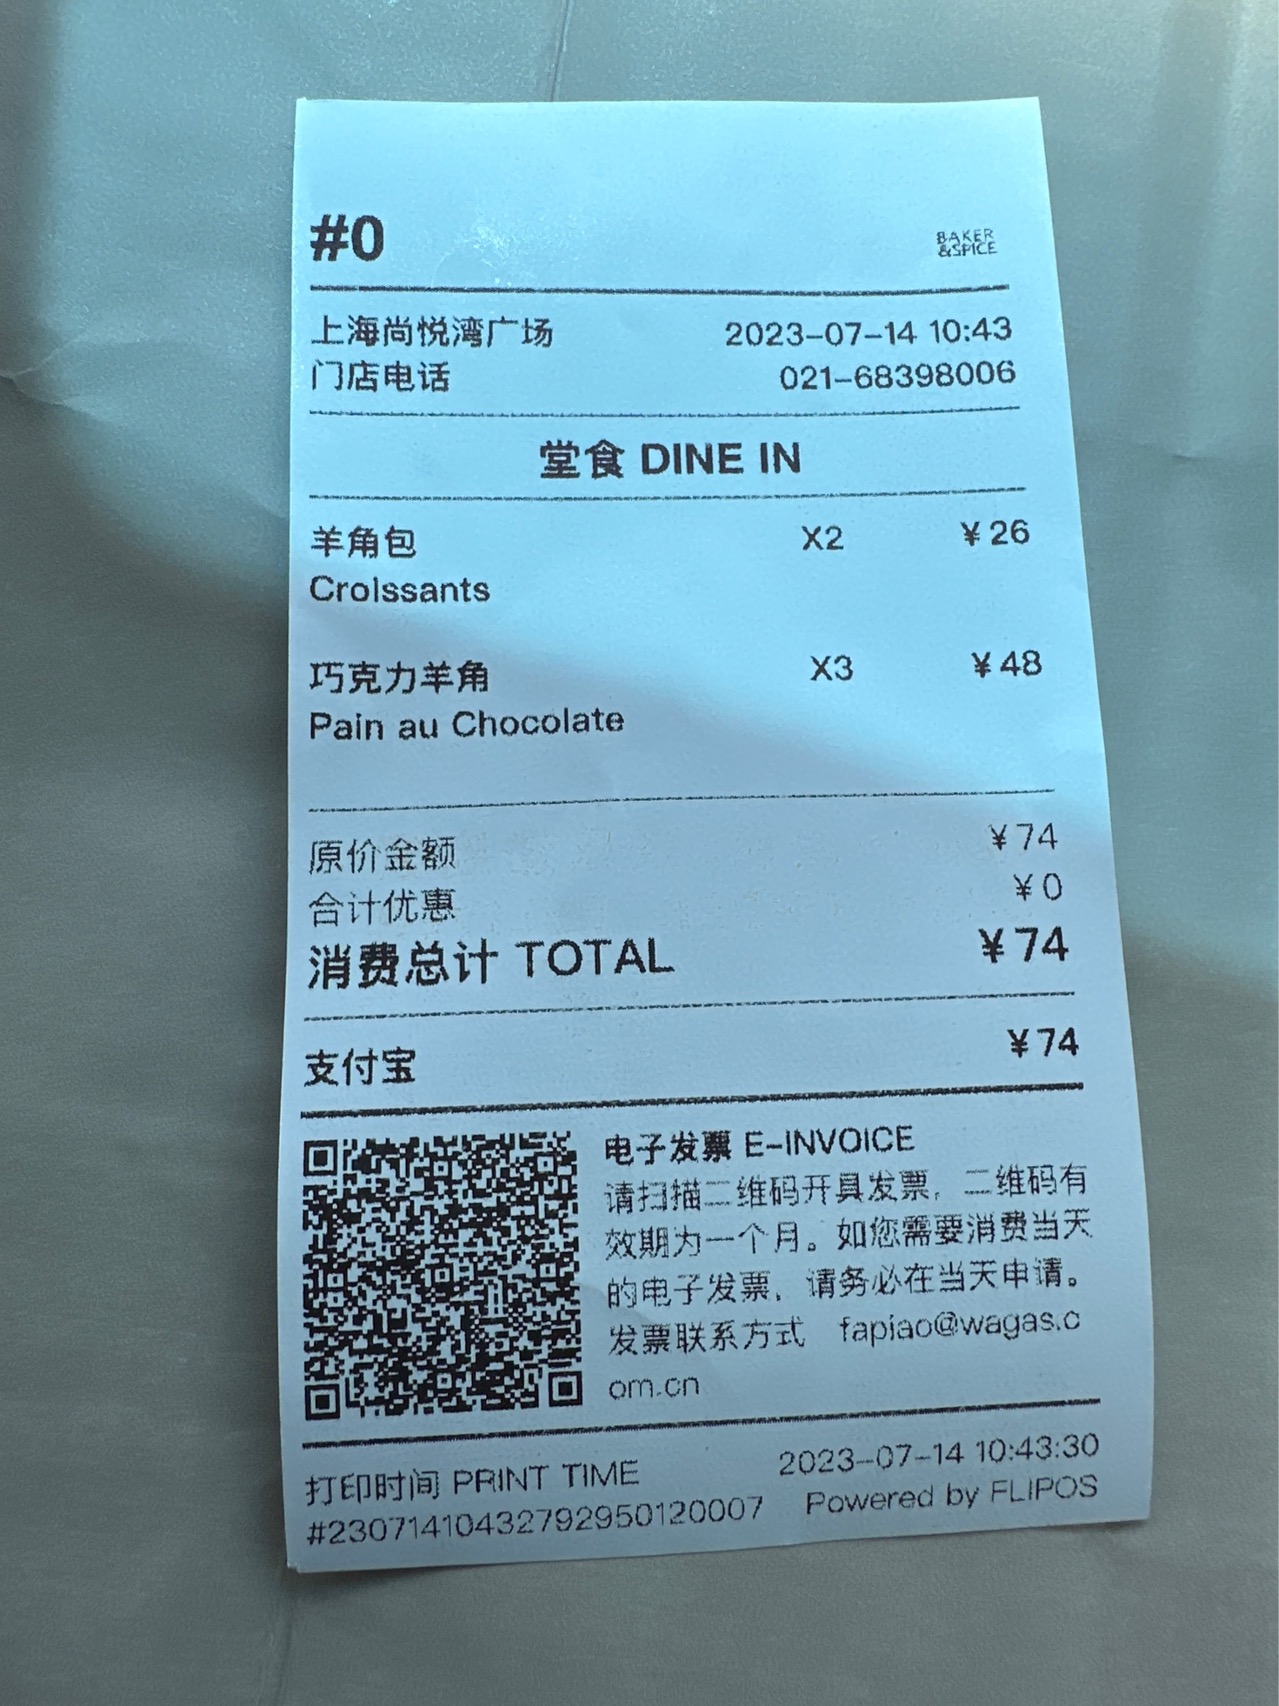 #0
BAKER
&SPICE
上海尚悦湾广场 2023-07-14 10:43
门店电话 021-68398006
堂食 DINE IN
羊角包 X2 ¥26
Croissants
巧克力羊角 X3 ¥48
Pain au Chocolate
原价金额 ¥74
合计优惠 ¥0
消费总计 TOTAL ¥74
支付宝 ¥74
电子发票 E-INVOICE
请扫描二维码开具发票，二维码有
效期为一个月。如您需要消费当天
的电子发票，请务必在当天申请。
发票联系方式 fapiao@wagas.c
om.cn
打印时间 PRINT TIME 2023-07-14 10:43:30
#23071410432792950120007 Powered by FLIPOS